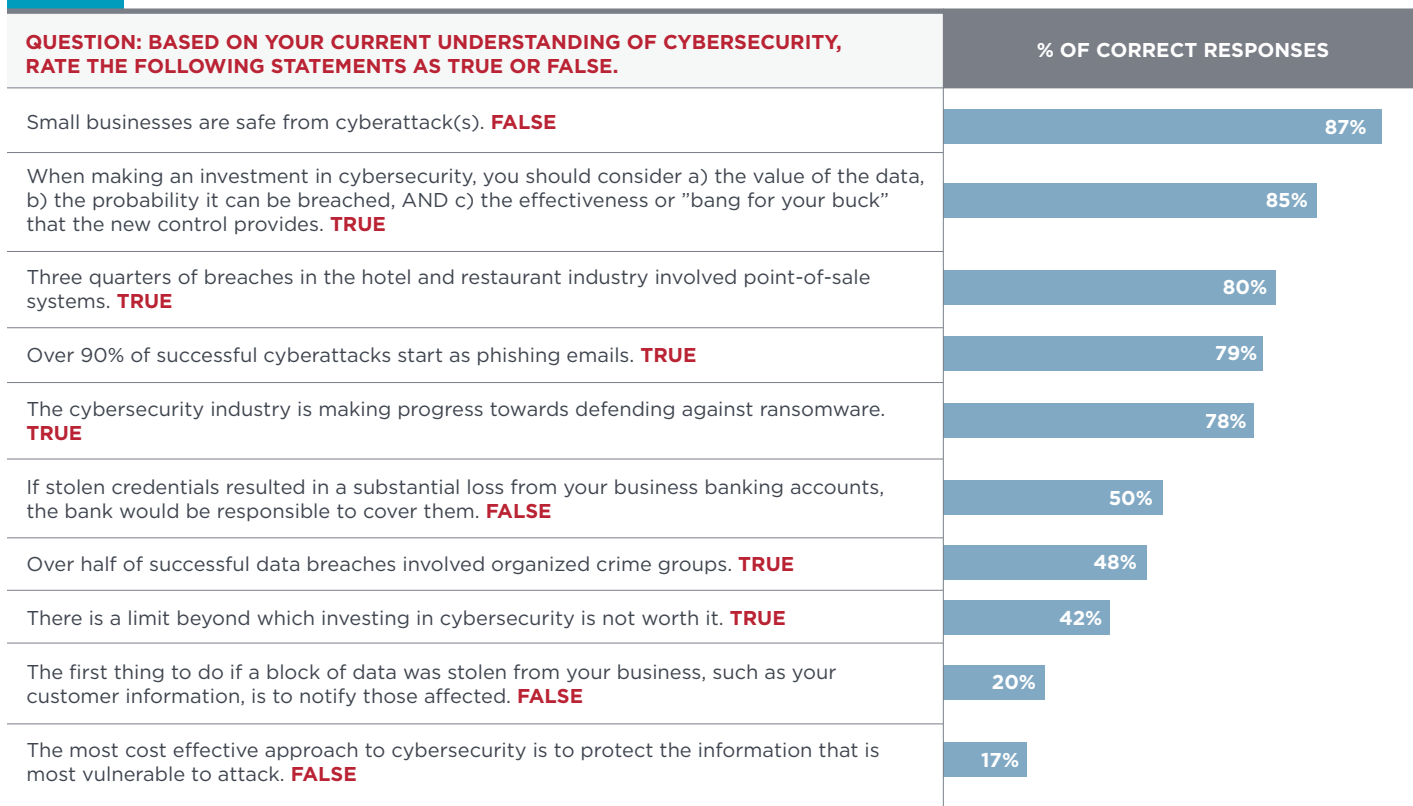 QUESTION: BASED ON YOUR CURRENT UNDERSTANDING OF CYBERSECURITY,
RATE THE FOLLOWING STATEMENTS AS TRUE OR FALSE.
% OF CORRECT RESPONSES
Small businesses are safe from cyberattack(s). FALSE
87%
When making an investment in cybersecurity, you should consider a) the value of the data,
b) the probability it can be breached, AND c) the effectiveness or ”bang for your buck”
that the new control provides. TRUE
85%
Three quarters of breaches in the hotel and restaurant industry involved point-of-sale
systems. TRUE
80%
Over 90% of successful cyberattacks start as phishing emails. TRUE
79%
The cybersecurity industry is making progress towards defending against ransomware.
TRUE
78%
If stolen credentials resulted in a substantial loss from your business banking accounts,
the bank would be responsible to cover them. FALSE
50%
Over half of successful data breaches involved organized crime groups. TRUE
48%
There is a limit beyond which investing in cybersecurity is not worth it. TRUE
42%
The first thing to do if a block of data was stolen from your business, such as your
customer information, is to notify those affected. FALSE
20%
The most cost effective approach to cybersecurity is to protect the information that is
most vulnerable to attack. FALSE
17%